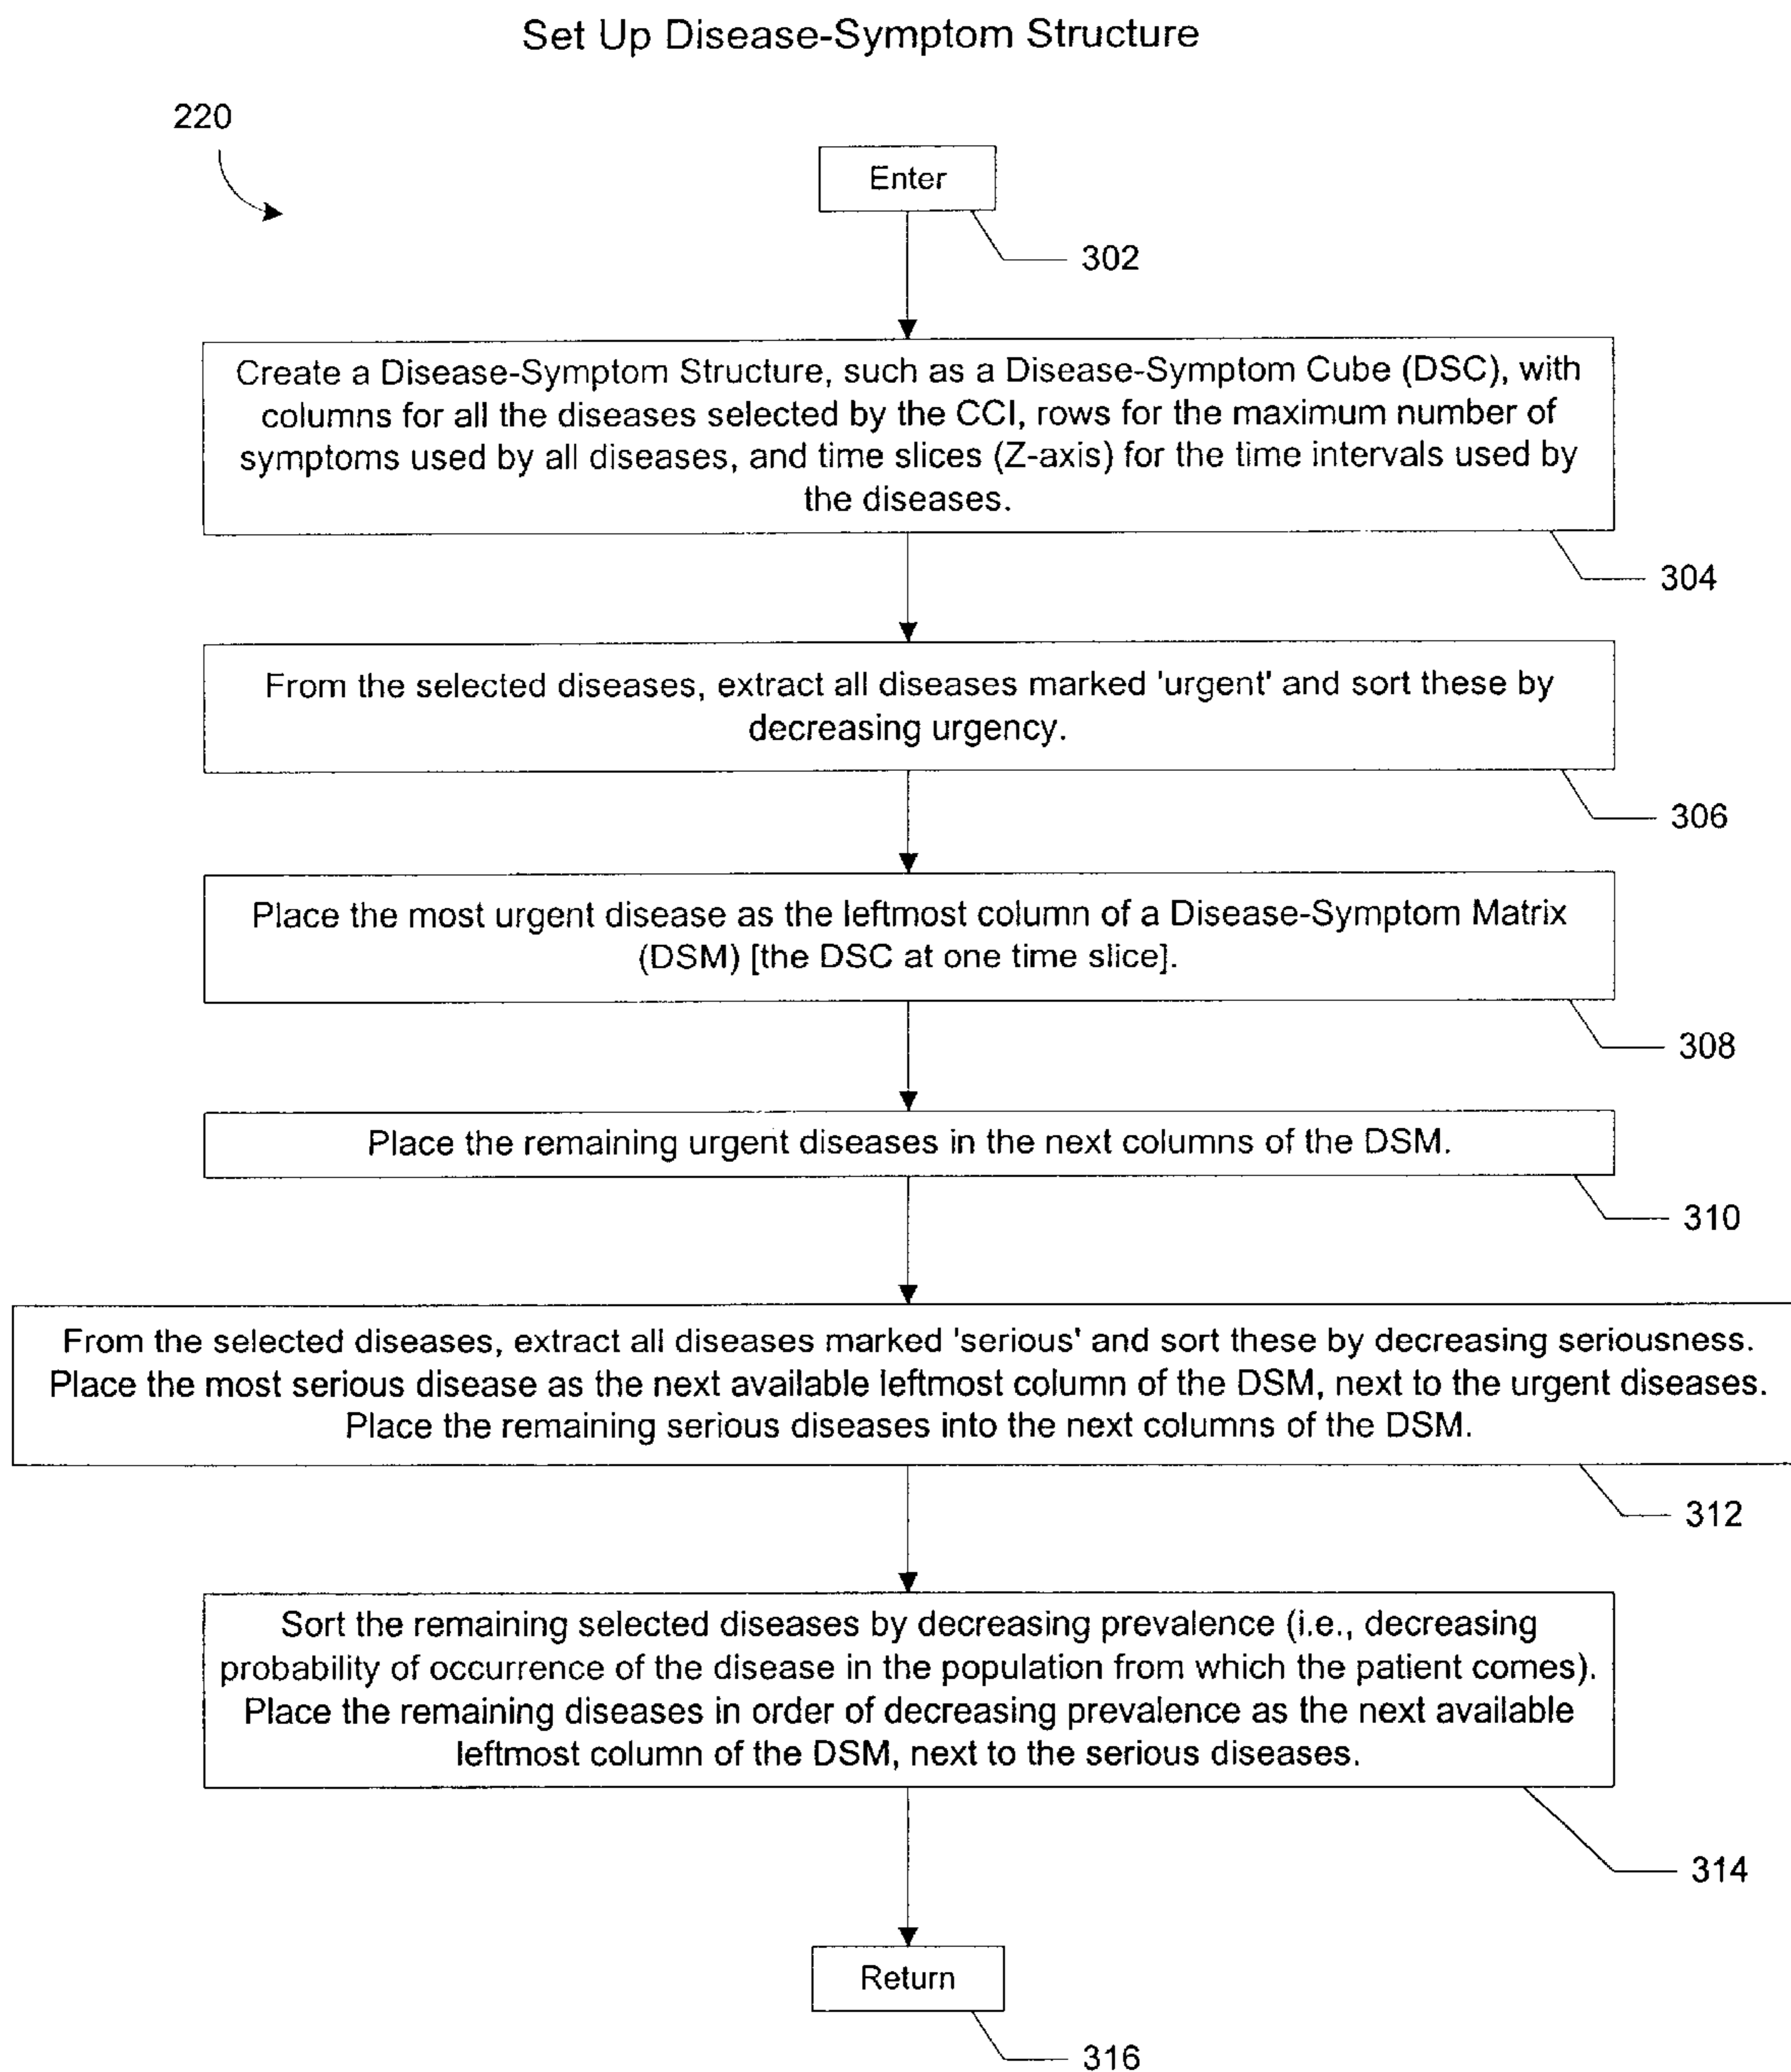 Set Up Disease-Symptom Structure
220
Enter
302
Create a Disease-Symptom Structure, such as a Disease-Symptom Cube (DSC), with
columns for all the diseases selected by the CCI, rows for the maximum number of
symptoms used by all diseases, and time slices (Z-axis) for the time intervals used by
the diseases.
304
From the selected diseases, extract all diseases marked 'urgent' and sort these by
decreasing urgency.
306
Place the most urgent disease as the leftmost column of a Disease-Symptom Matrix
(DSM) [the DSC at one time slice].
308
Place the remaining urgent diseases in the next columns of the DSM.
310
From the selected diseases, extract all diseases marked 'serious' and sort these by decreasing seriousness.
Place the most serious disease as the next available leftmost column of the DSM, next to the urgent diseases.
Place the remaining serious diseases into the next columns of the DSM.
312
Sort the remaining selected diseases by decreasing prevalence (i.e., decreasing
probability of occurrence of the disease in the population from which the patient comes).
Place the remaining diseases in order of decreasing prevalence as the next available
leftmost column of the DSM, next to the serious diseases.
314
Return
316